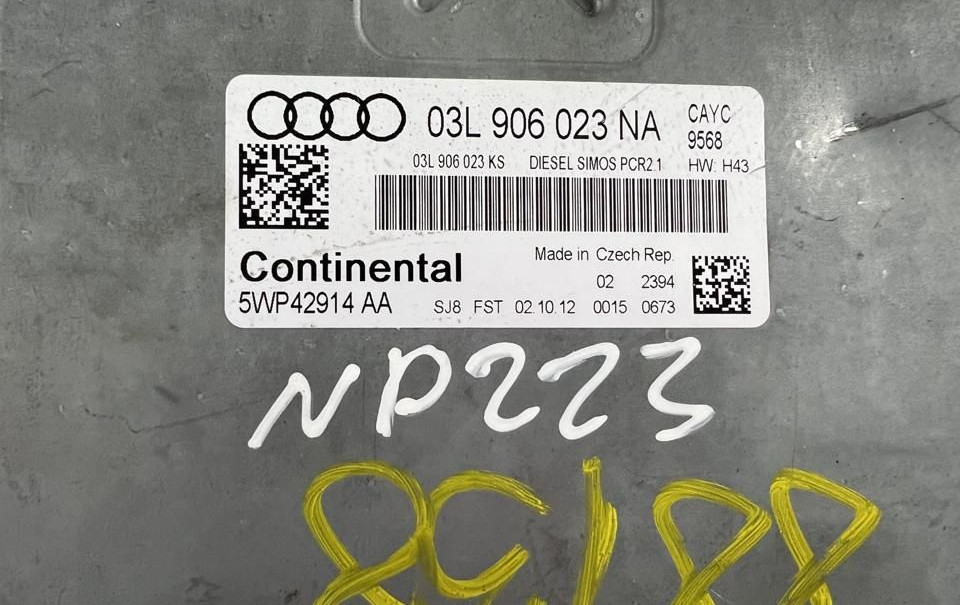 03L 906 023 NA
CAYC
9568
03L 906 023 KS DIESEL SIMOS PCR2.1 HW: H43
Continental
Made in Czech Rep.
02 2394
5WP42914 AA SJ8 FST 02.10.12 0015 0673
NP223